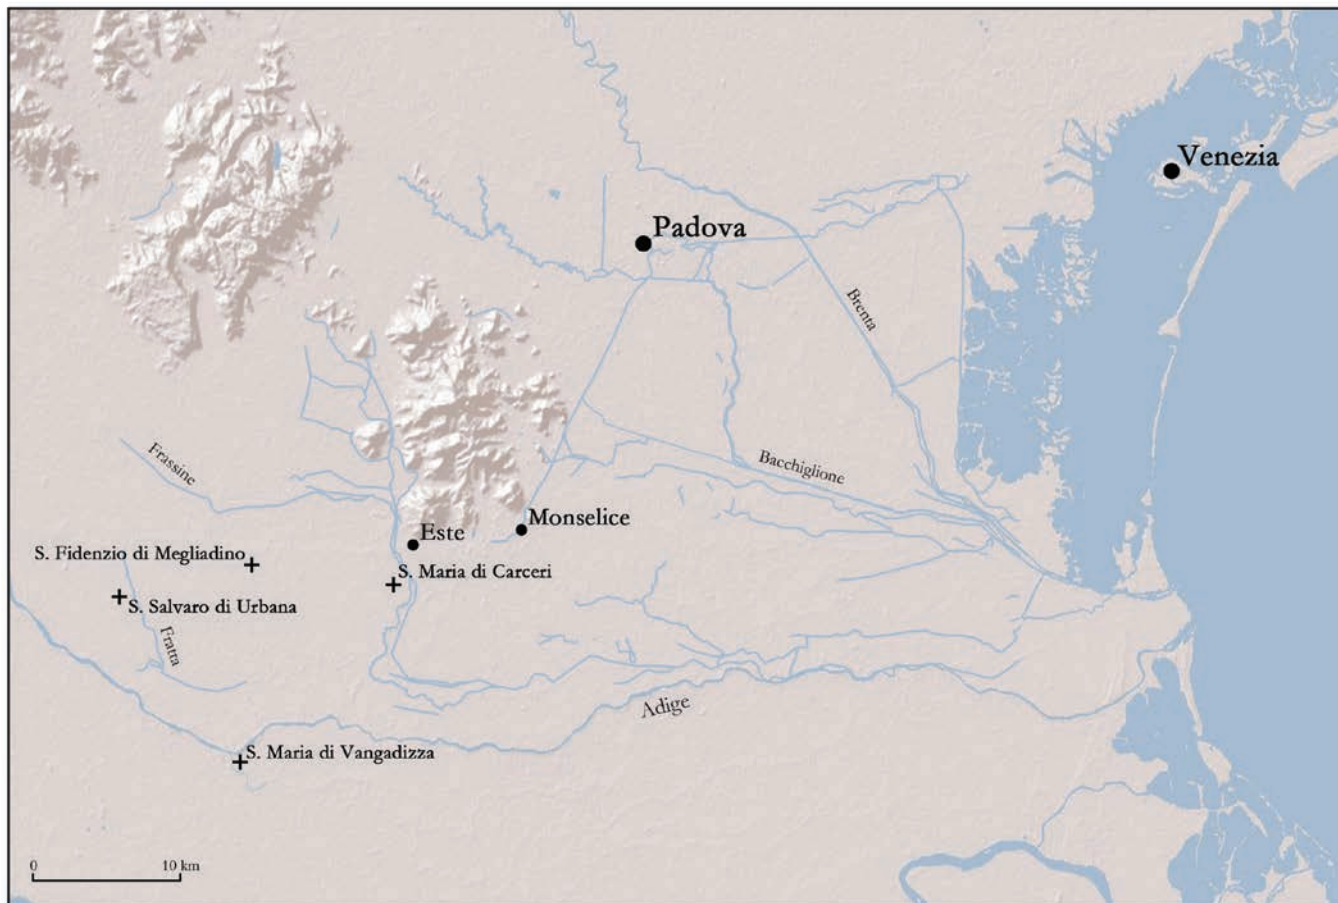 Venezia
Padova
Brenta
Frassine
Bacchiglione
Monselice
Este
S. Fidenzio di Megliadino
S. Maria di Carceri
S. Salvaro di Urbana
Fratta
Adige
S. Maria di Vangadizza
0 10 km